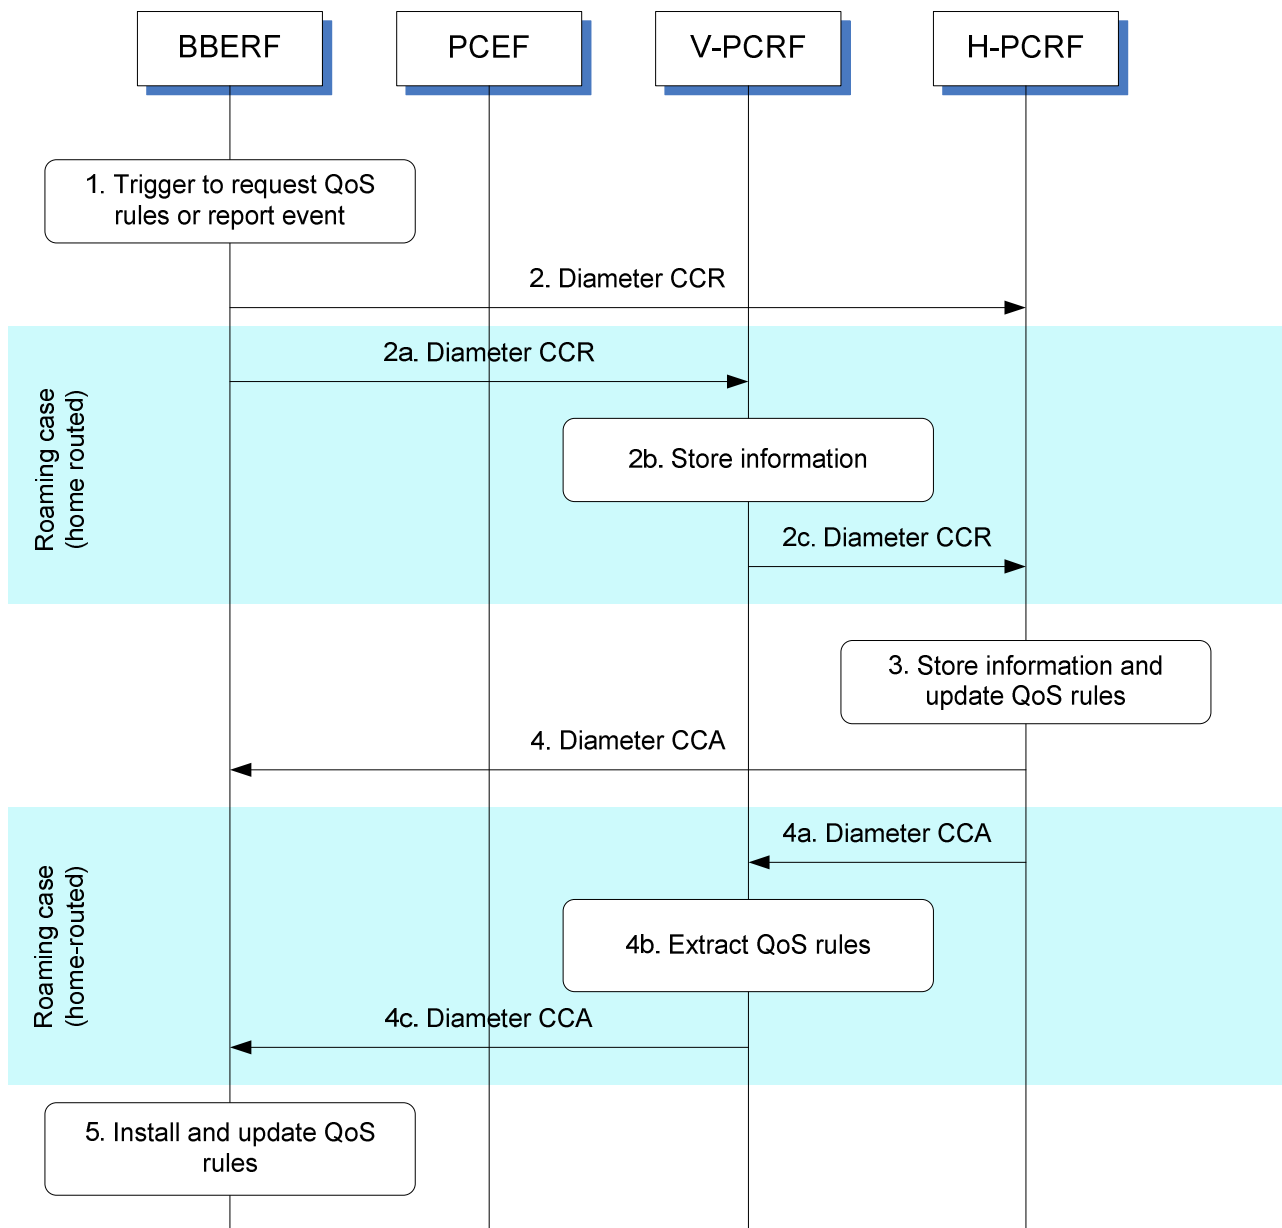 BBERF
PCEF
V-PCRF
H-PCRF
1. Trigger to request QoS
rules or report event
2. Diameter CCR
2a. Diameter CCR
Roaming case
(home routed)
2b. Store information
2c. Diameter CCR
3. Store information and
update QoS rules
4. Diameter CCA
4a. Diameter CCA
Roaming case
(home-routed)
4b. Extract QoS rules
4c. Diameter CCA
5. Install and update QoS
rules